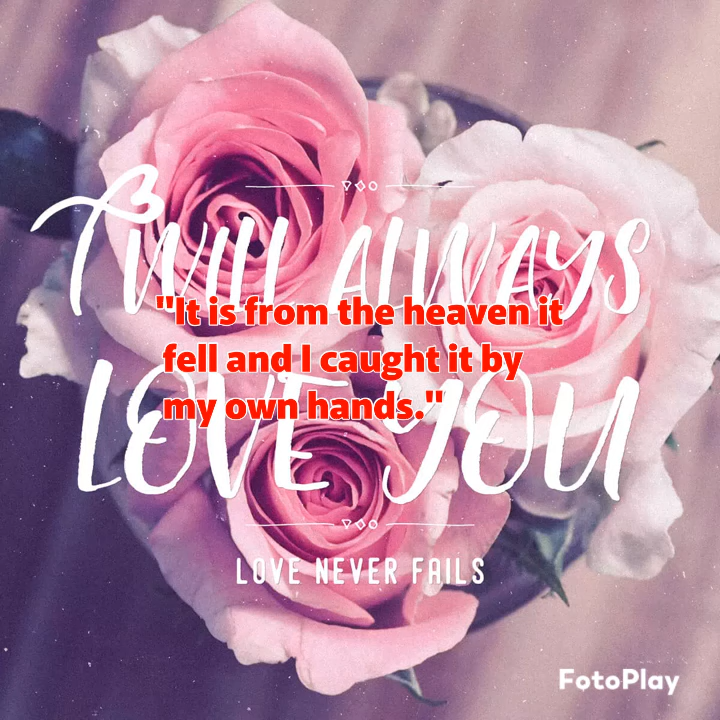 I WILL ALWAYS
"It is from the heaven it
fell and I caught it by
my own hands."
LOVE YOU
LOVE NEVER FAILS
FotoPlay